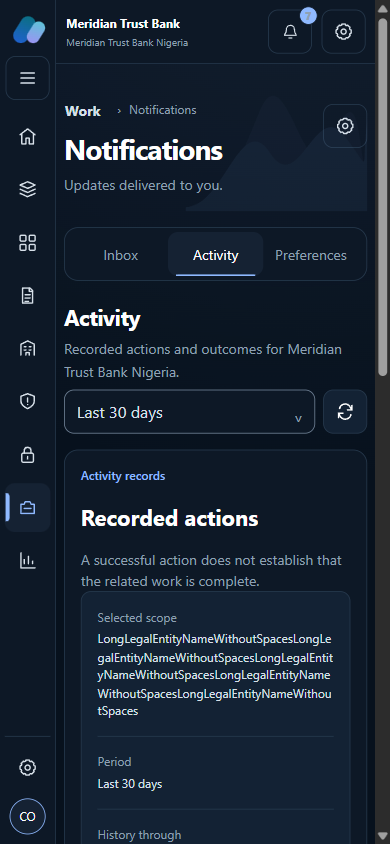 Meridian Trust Bank
Meridian Trust Bank Nigeria
Work › Notifications
Notifications
Updates delivered to you.
Inbox
Activity
Preferences
Activity
Recorded actions and outcomes for Meridian
Trust Bank Nigeria.
Last 30 days
Activity records
Recorded actions
A successful action does not establish that
the related work is complete.
Selected scope
LongLegalEntityNameWithoutSpacesLongLe
galEntityNameWithoutSpacesLongLegalEntit
yNameWithoutSpacesLongLegalEntityName
WithoutSpacesLongLegalEntityNameWithou
tSpaces
Period
Last 30 days
History through
CO